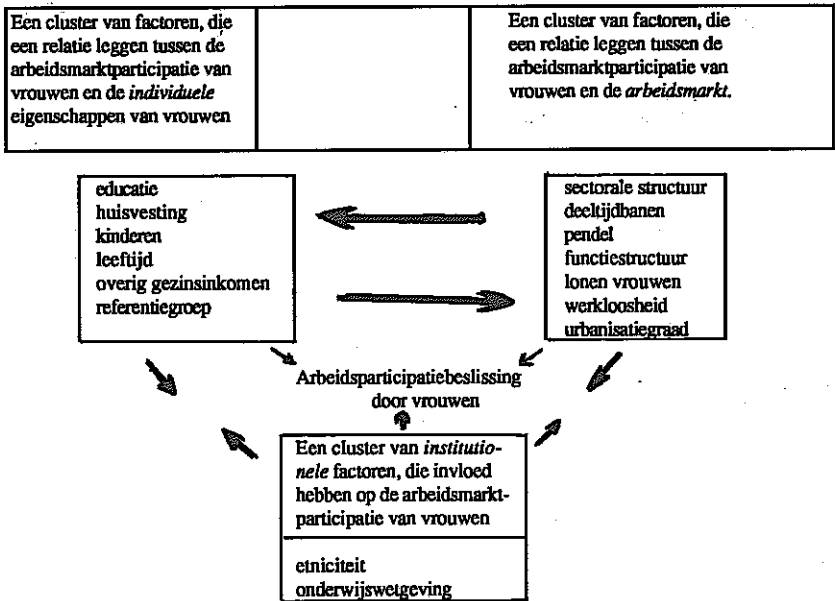 Een cluster van factoren, die
een relatie leggen tussen de
arbeidsmarktparticipatie van
vrouwen en de individuele
eigenschappen van vrouwen
Een cluster van factoren, die
een relatie leggen tussen de
arbeidsmarktparticipatie van
vrouwen en de arbeidsmarkt.
educatie
huisvesting
kinderen
leeftijd
overig gezinsinkomen
referentiegroep
sectorale structuur
deeltijdbanen
pendel
functiestructuur
lonen vrouwen
werkloosheid
urbanisatiegraad
Arbeidsparticipatiebeslissing
door vrouwen
Een cluster van institutio-
nele factoren, die invloed
hebben op de arbeidsmarkt-
participatie van vrouwen
etniciteit
onderwijswetgeving